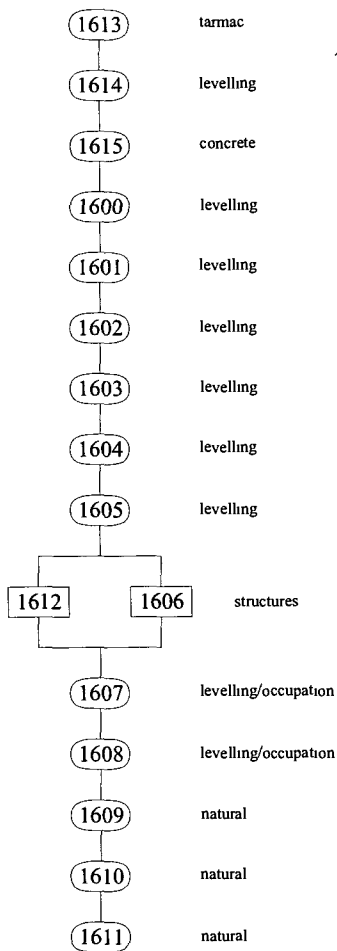 1613 tarmac
1614 levelling
1615 concrete
1600 levelling
1601 levelling
1602 levelling
1603 levelling
1604 levelling
1605 levelling
1612 1606 structures
1607 levelling/occupation
1608 levelling/occupation
1609 natural
1610 natural
1611 natural